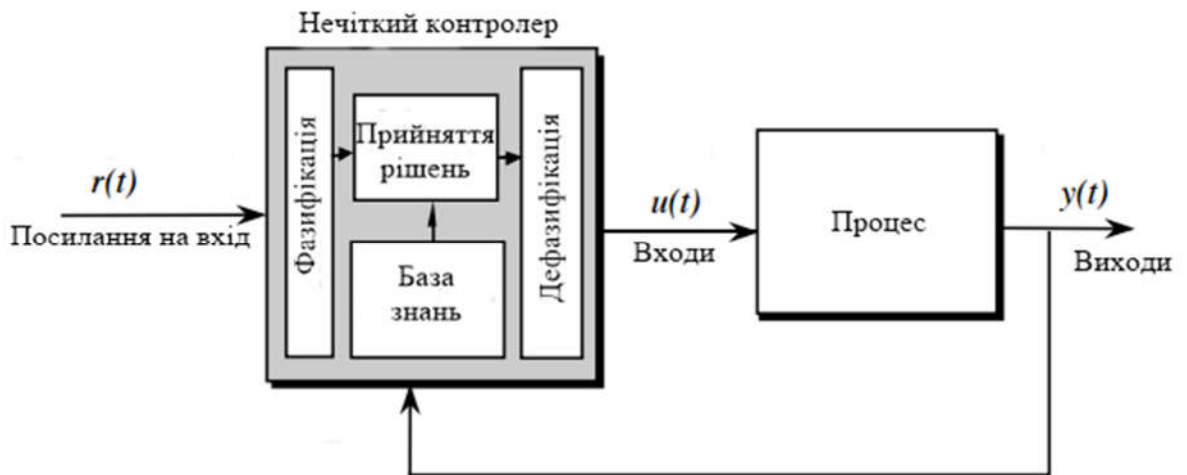 Нечіткий контролер
Фазифікація
Прийняття
рішень
База
знань
Дефазифікація
r(t)
Посилання на вхід
u(t)
Входи
Процес
y(t)
Виходи